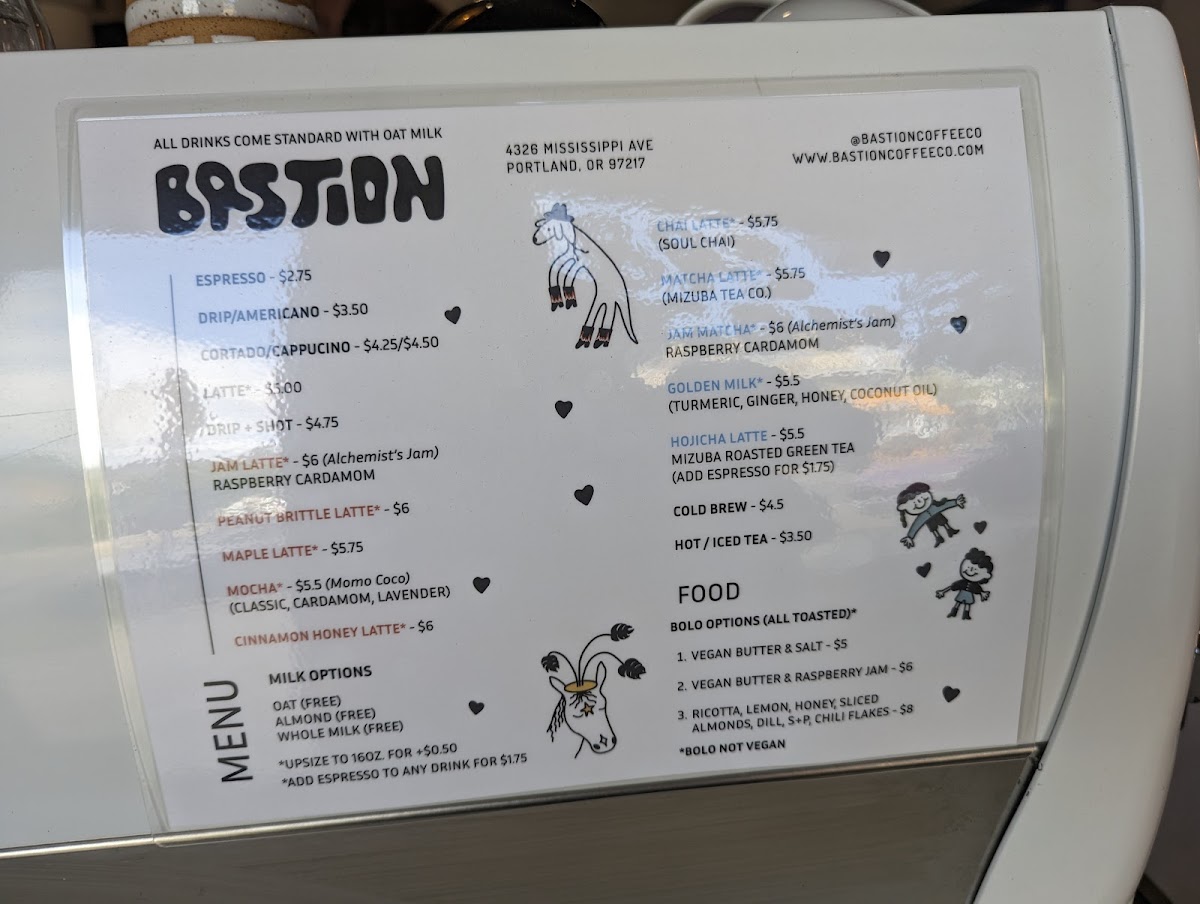 ALL DRINKS COME STANDARD WITH OAT MILK
BASTION
4326 MISSISSIPPI AVE
PORTLAND, OR 97217
@BASTIONCOFFEECO
WWW.BASTIONCOFFEECO.COM
ESPRESSO - $2.75
DRIP/AMERICANO - $3.50
CORTADO/CAPPUCINO - $4.25/$4.50
LATTE* - $5.00
DRIP + SHOT - $4.75
JAM LATTE* - $6 (Alchemist's Jam)
RASPBERRY CARDAMOM
PEANUT BRITTLE LATTE* - $6
MAPLE LATTE* - $5.75
MOCHA* - $5.5 (Momo Coco)
(CLASSIC, CARDAMOM, LAVENDER)
CINNAMON HONEY LATTE* - $6
MENU
MILK OPTIONS
OAT (FREE)
ALMOND (FREE)
WHOLE MILK (FREE)
*UPSIZE TO 16OZ. FOR +$0.50
*ADD ESPRESSO TO ANY DRINK FOR $1.75
CHAI LATTE* - $5.75
(SOUL CHAI)
MATCHA LATTE* - $5.75
(MIZUBA TEA CO.)
JAM MATCHA* - $6 (Alchemist's Jam)
RASPBERRY CARDAMOM
GOLDEN MILK* - $5.5
(TURMERIC, GINGER, HONEY, COCONUT OIL)
HOJICHA LATTE - $5.5
MIZUBA ROASTED GREEN TEA
(ADD ESPRESSO FOR $1.75)
COLD BREW - $4.5
HOT / ICED TEA - $3.50
FOOD
BOLO OPTIONS (ALL TOASTED)*
1. VEGAN BUTTER & SALT - $5
2. VEGAN BUTTER & RASPBERRY JAM - $6
3. RICOTTA, LEMON, HONEY, SLICED
ALMONDS, DILL, S+P, CHILI FLAKES - $8
*BOLO NOT VEGAN